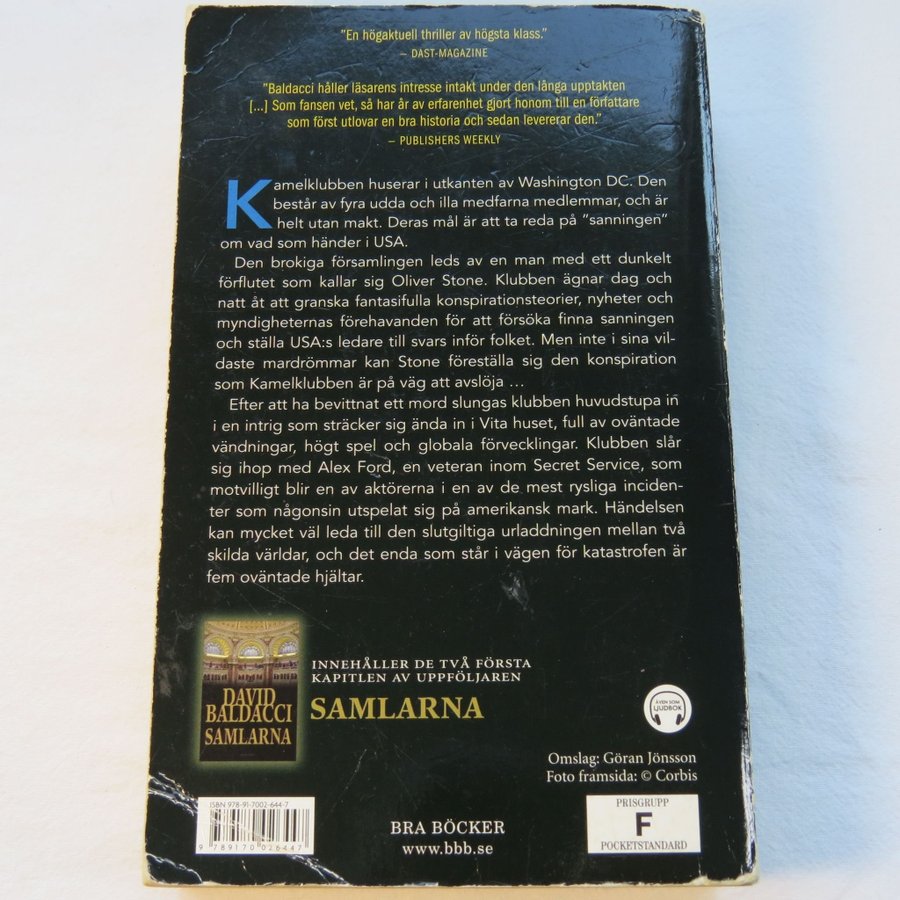 ”En högaktuell thriller av högsta klass.”
– DAST-MAGAZINE
”Baldacci håller läsarens intresse intakt under den långa upptakten
[...] Som fansen vet, så har år av erfarenhet gjort honom till en författare
som först utlovar en bra historia och sedan levererar den.”
– PUBLISHERS WEEKLY
Kamelklubben huserar i utkanten av Washington DC. Den
består av fyra udda och illa medfarna medlemmar, och är
helt utan makt. Deras mål är att ta reda på ”sanningen”
om vad som händer i USA.
Den brokiga församlingen leds av en man med ett dunkelt
förflutet som kallar sig Oliver Stone. Klubben ägnar dag och
natt åt att granska fantasifulla konspirationsteorier, nyheter och
myndigheternas förehavanden för att försöka finna sanningen
och ställa USA:s ledare till svars inför folket. Men inte i sina vil-
daste mardrömmar kan Stone föreställa sig den konspiration
som Kamelklubben är på väg att avslöja ...
Efter att ha bevittnat ett mord slungas klubben huvudstupa in
i en intrig som sträcker sig ända in i Vita huset, full av oväntade
vändningar, högt spel och globala förvecklingar. Klubben slår
sig ihop med Alex Ford, en veteran inom Secret Service, som
motvilligt blir en av aktörerna i en av de mest rysliga inciden-
ter som någonsin utspelat sig på amerikansk mark. Händelsen
kan mycket väl leda till den slutgiltiga urladdningen mellan två
skilda världar, och det enda som står i vägen för katastrofen är
fem oväntade hjältar.
DAVID
BALDACCI
SAMLARNA
INNEHÅLLER DE TVÅ FÖRSTA
KAPITLEN AV UPPFÖLJAREN
SAMLARNA
ÄVEN SOM
LJUDBOK
Omslag: Göran Jönsson
Foto framsida: © Corbis
ISBN 978-91-7002-644-7
9 789170 026447
BRA BÖCKER
www.bbb.se
PRISGRUPP
F
POCKETSTANDARD